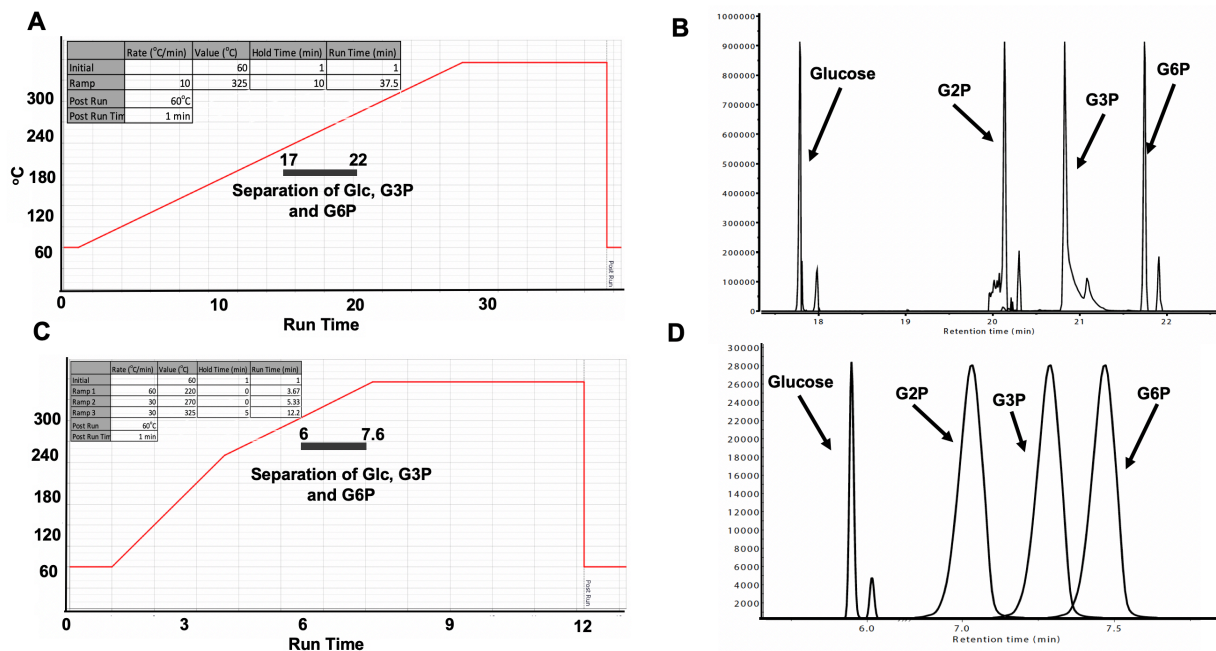 A
Rate (°C/min) Value (°C) Hold Time (min) Run Time (min)
Initial 60 1 1
Ramp 10 325 10 37.5
Post Run 60°C
Post Run Tim 1 min
300
240
180
120
60
°C
17 22
Separation of Glc, G3P
and G6P
Post Run
0 10 20 30
Run Time
B
1000000
900000
800000
700000
600000
500000
400000
300000
200000
100000
0
Glucose
G2P
G3P
G6P
18 19 20 21 22
Retention time (min)
C
Rate (°C/min) Value (°C) Hold Time (min) Run Time (min)
Initial 60 1 1
Ramp 1 60 220 0 3.67
Ramp 2 30 270 0 5.33
Ramp 3 30 325 5 12.2
Post Run 60°C
Post Run Tim 1 min
300
240
180
120
60
6 7.6
Separation of Glc, G3P
and G6P
Post Run
0 3 6 9 12
Run Time
D
30000
28000
26000
24000
22000
20000
18000
16000
14000
12000
10000
8000
6000
4000
2000
Glucose
G2P
G3P
G6P
6.0 7.0 7.5
Retention time (min)